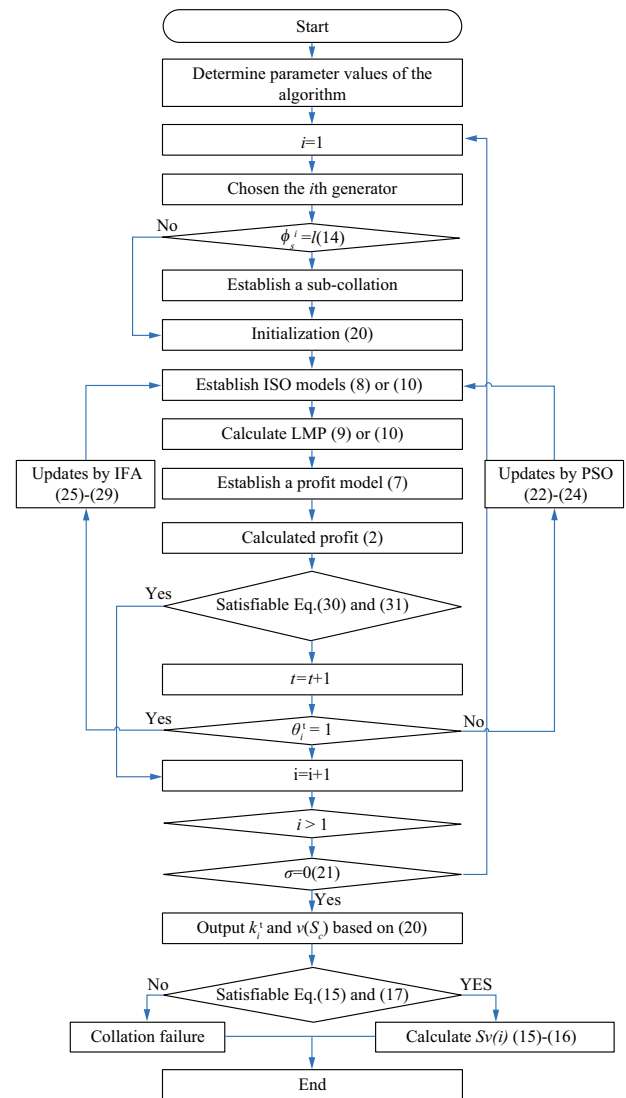 Start
Determine parameter values of the
algorithm
i=1
Chosen the ith generator
No
ϕ_s^i =l(14)
Establish a sub-collation
Initialization (20)
Establish ISO models (8) or (10)
Calculate LMP (9) or (10)
Updates by IFA
(25)-(29)
Updates by PSO
(22)-(24)
Establish a profit model (7)
Calculated profit (2)
Yes
Satisfiable Eq.(30) and (31)
t=t+1
Yes
θ_i^t = 1
No
i=i+1
i > 1
σ=0(21)
Yes
Output k_i^t and v(S_c) based on (20)
No
Satisfiable Eq.(15) and (17)
YES
Collation failure
Calculate Sv(i) (15)-(16)
End